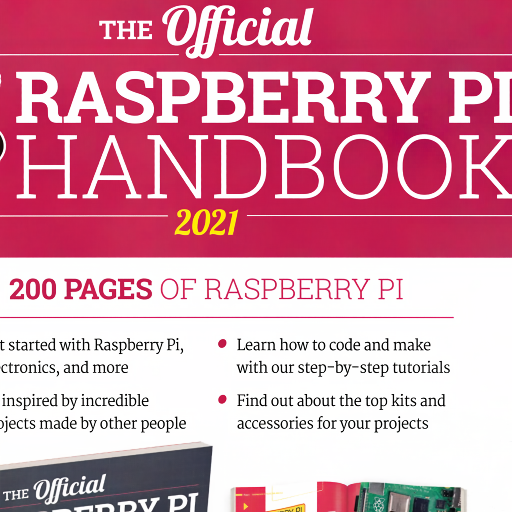 THE Official
RASPBERRY PI
HANDBOOK
2021
200 PAGES OF RASPBERRY PI
t started with Raspberry Pi,
ctronics, and more
inspired by incredible
ojects made by other people
Learn how to code and make
with our step-by-step tutorials
Find out about the top kits and
accessories for your projects
THE Official